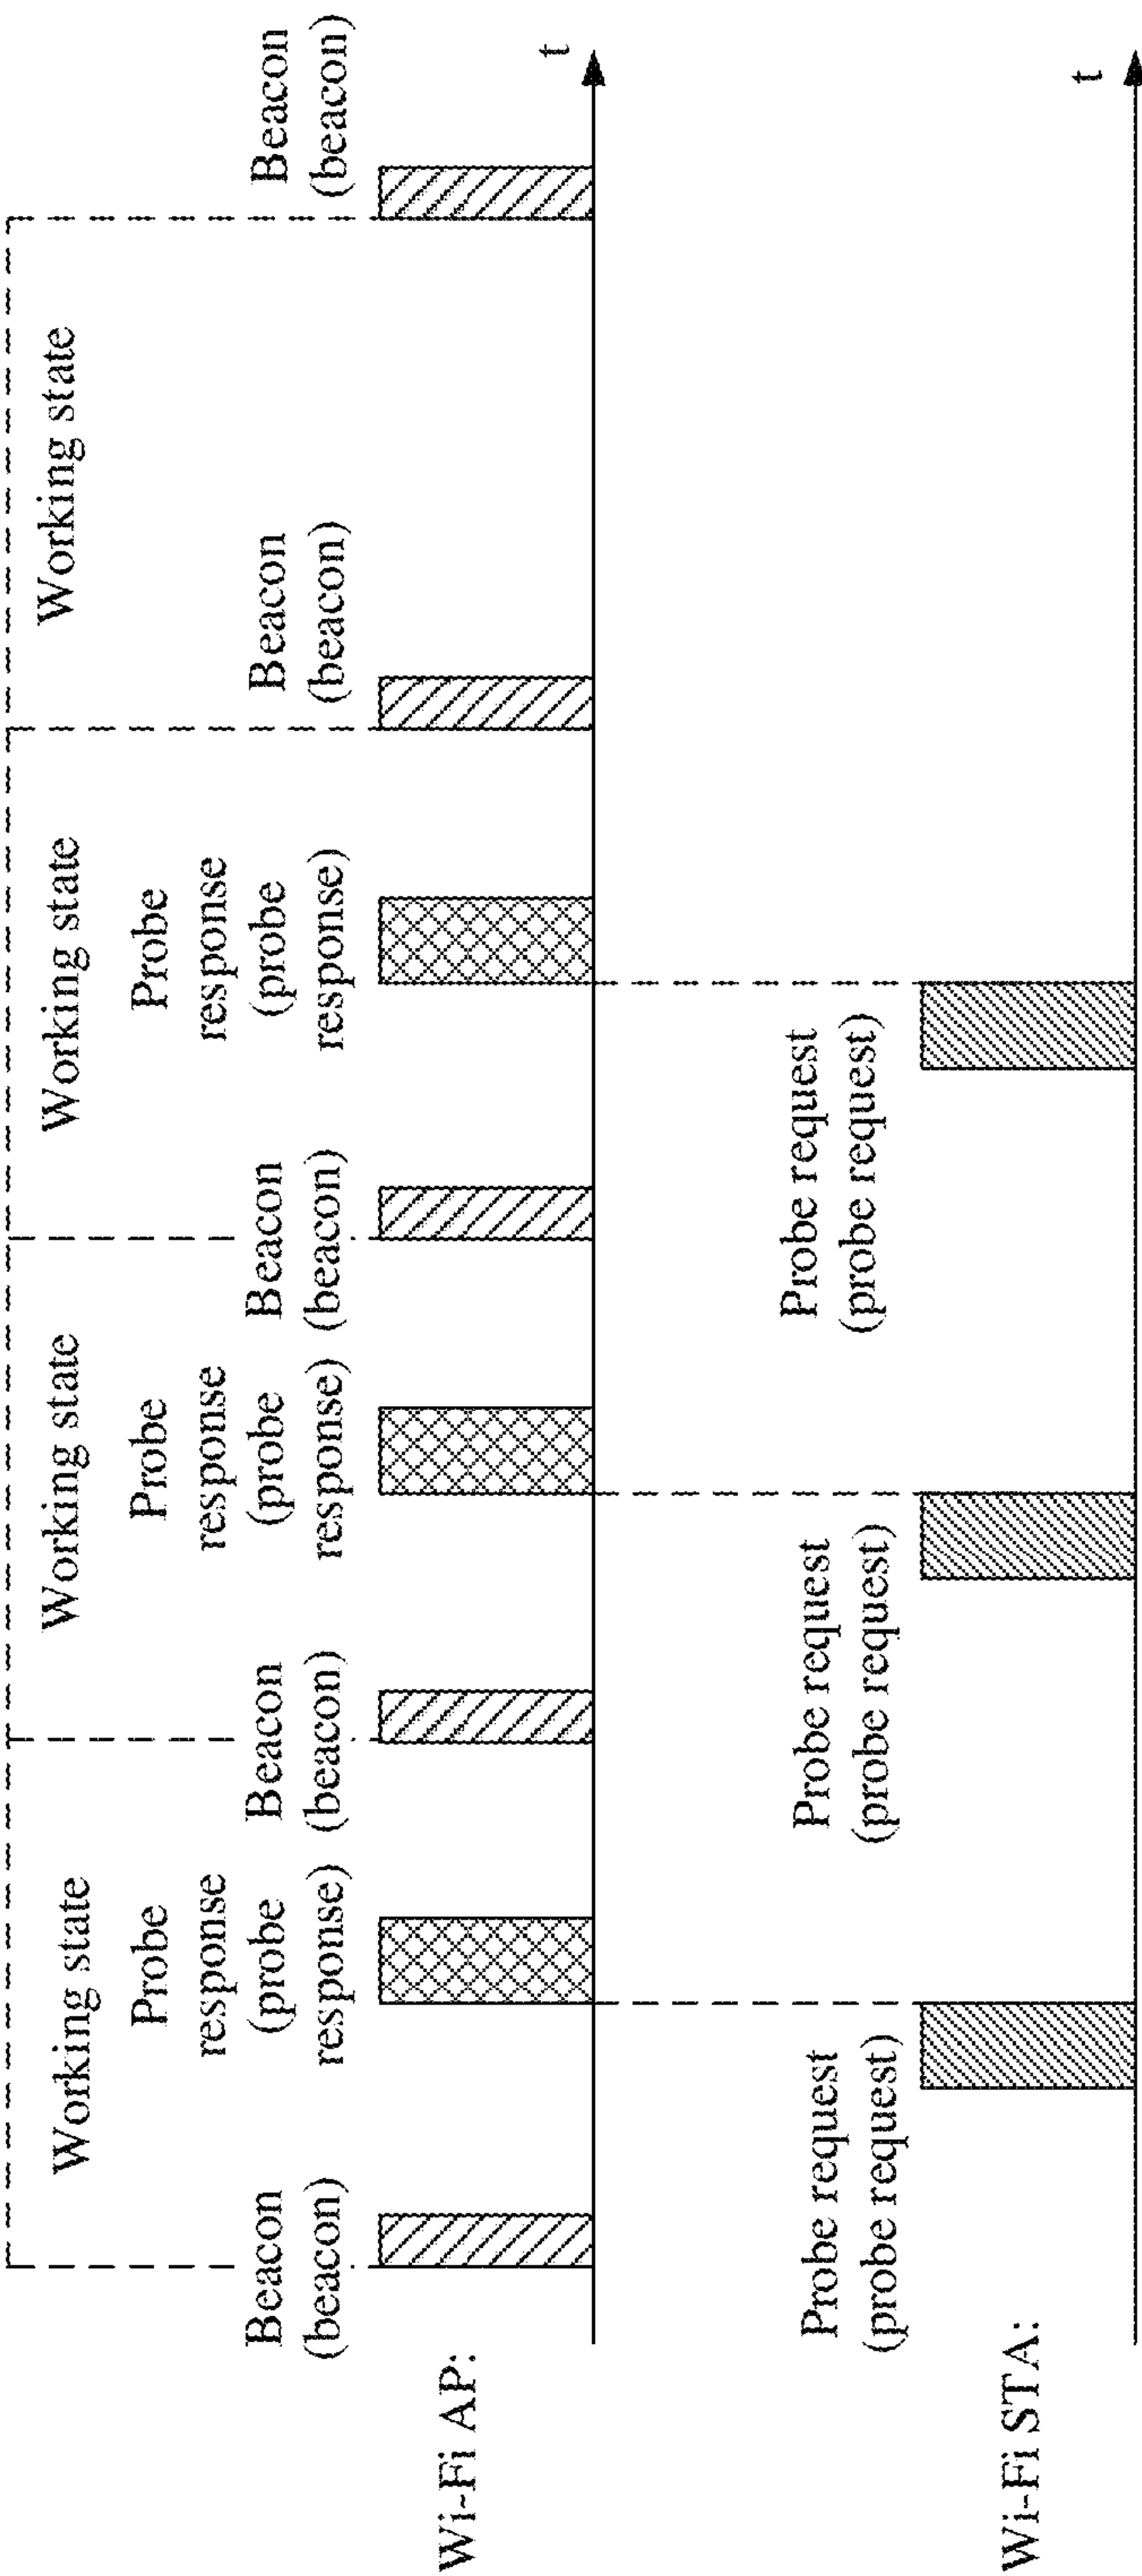 Working state
Working state
Working state
Working state
Beacon
(beacon)
Probe
response
(probe
response)
Beacon
(beacon)
Probe
response
(probe
response)
Beacon
(beacon)
Probe
response
(probe
response)
Beacon
(beacon)
Beacon
(beacon)
Wi-Fi AP:
t
Probe request
(probe request)
Probe request
(probe request)
Probe request
(probe request)
Wi-Fi STA:
t